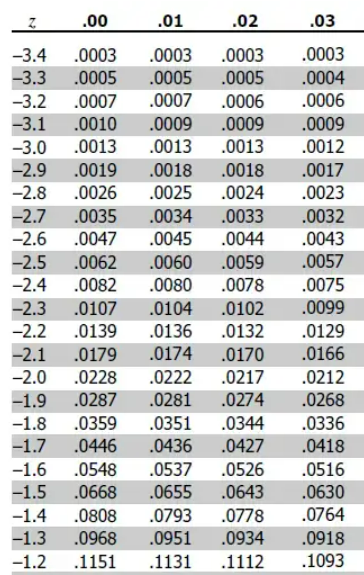 z .00 .01 .02 .03
–3.4 .0003 .0003 .0003 .0003
–3.3 .0005 .0005 .0005 .0004
–3.2 .0007 .0007 .0006 .0006
–3.1 .0010 .0009 .0009 .0009
–3.0 .0013 .0013 .0013 .0012
–2.9 .0019 .0018 .0018 .0017
–2.8 .0026 .0025 .0024 .0023
–2.7 .0035 .0034 .0033 .0032
–2.6 .0047 .0045 .0044 .0043
–2.5 .0062 .0060 .0059 .0057
–2.4 .0082 .0080 .0078 .0075
–2.3 .0107 .0104 .0102 .0099
–2.2 .0139 .0136 .0132 .0129
–2.1 .0179 .0174 .0170 .0166
–2.0 .0228 .0222 .0217 .0212
–1.9 .0287 .0281 .0274 .0268
–1.8 .0359 .0351 .0344 .0336
–1.7 .0446 .0436 .0427 .0418
–1.6 .0548 .0537 .0526 .0516
–1.5 .0668 .0655 .0643 .0630
–1.4 .0808 .0793 .0778 .0764
–1.3 .0968 .0951 .0934 .0918
–1.2 .1151 .1131 .1112 .1093